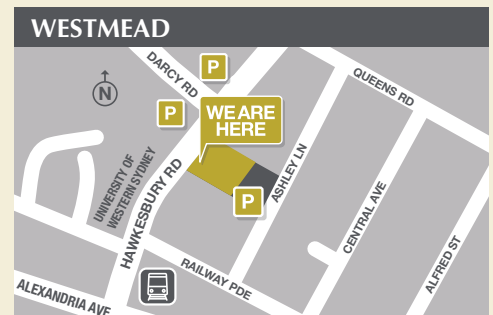 WESTMEAD
DARCY RD
P
QUEENS RD
N
P
WE ARE
HERE
UNIVERSITY OF
WESTERN SYDNEY
HAWKESBURY RD
ASHLEY LN
P
CENTRAL AVE
ALFRED ST
RAILWAY PDE
ALEXANDRIA AVE